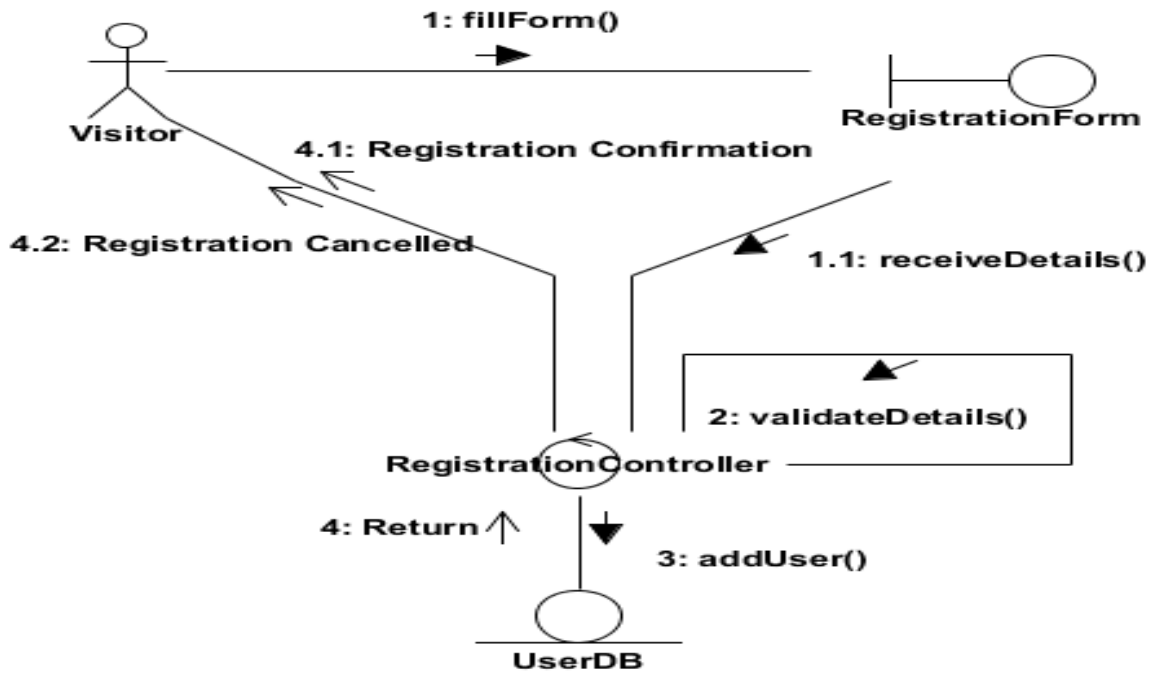 1: fillForm()
Visitor
RegistrationForm
4.1: Registration Confirmation
4.2: Registration Cancelled
1.1: receiveDetails()
2: validateDetails()
RegistrationController
4: Return
3: addUser()
UserDB